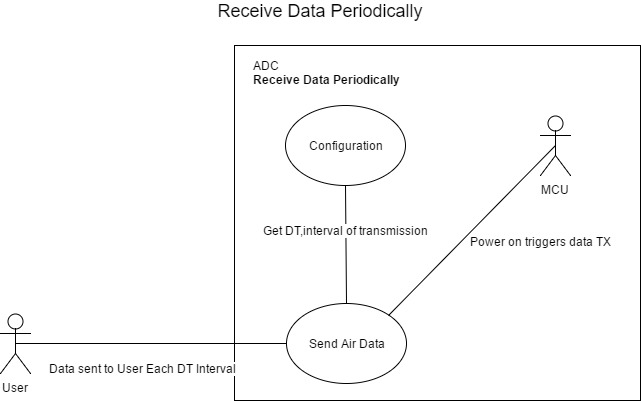 Receive Data Periodically
ADC
Receive Data Periodically
Configuration
MCU
Get DT,interval of transmission
Power on triggers data TX
Send Air Data
Data sent to User Each DT Interval
User